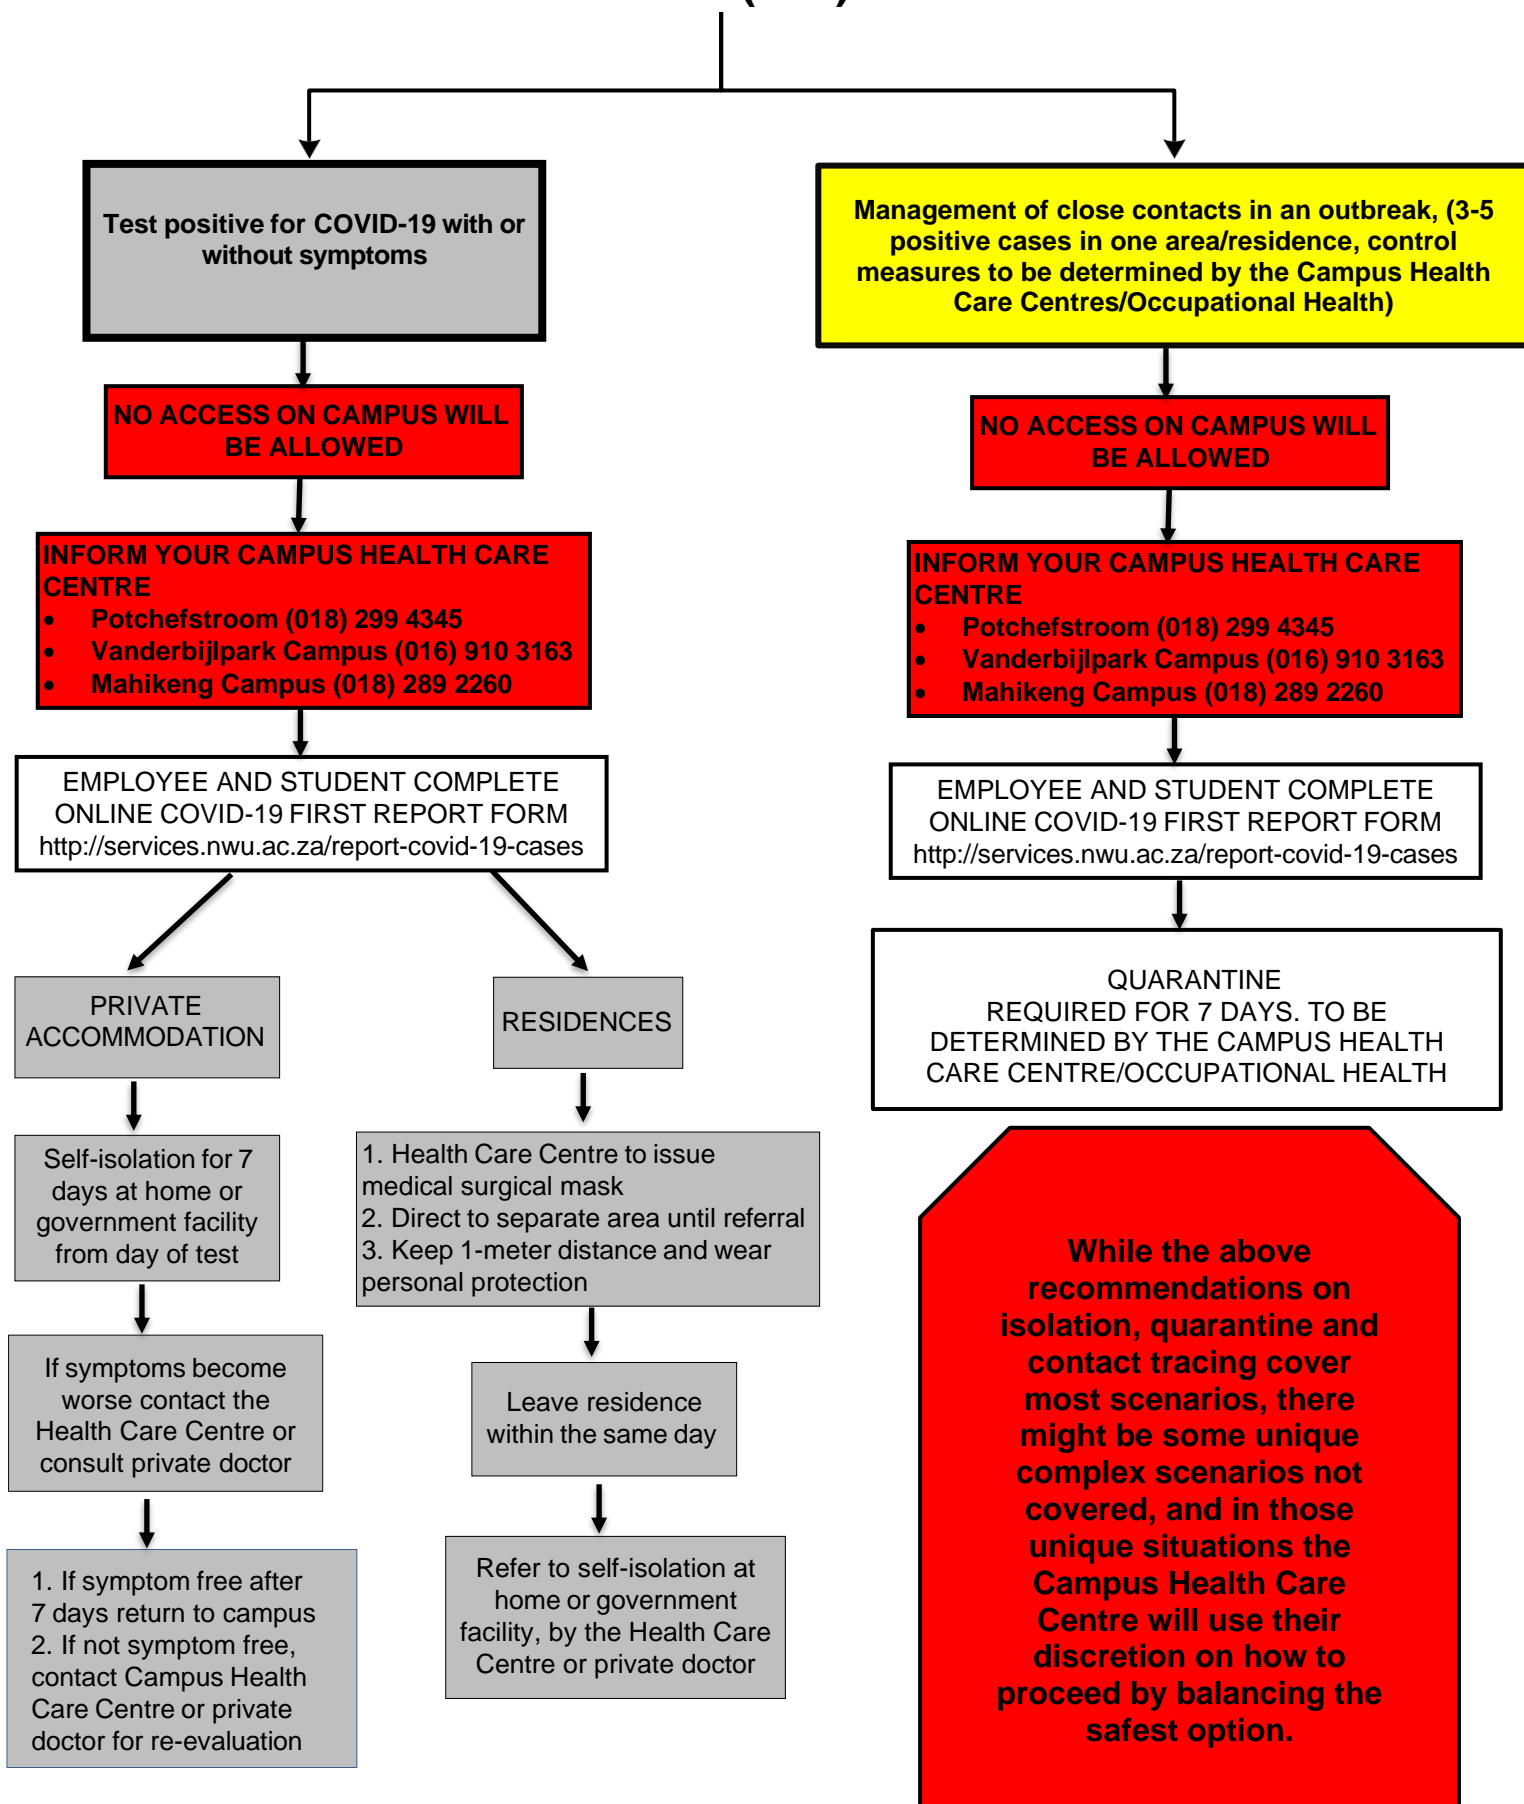 Test positive for COVID-19 with or
without symptoms
NO ACCESS ON CAMPUS WILL
BE ALLOWED
INFORM YOUR CAMPUS HEALTH CARE
CENTRE
• Potchefstroom (018) 299 4345
• Vanderbijlpark Campus (016) 910 3163
• Mahikeng Campus (018) 289 2260
EMPLOYEE AND STUDENT COMPLETE
ONLINE COVID-19 FIRST REPORT FORM
http://services.nwu.ac.za/report-covid-19-cases
PRIVATE
ACCOMMODATION
Self-isolation for 7
days at home or
government facility
from day of test
If symptoms become
worse contact the
Health Care Centre or
consult private doctor
1. If symptom free after
7 days return to campus
2. If not symptom free,
contact Campus Health
Care Centre or private
doctor for re-evaluation
RESIDENCES
1. Health Care Centre to issue
medical surgical mask
2. Direct to separate area until referral
3. Keep 1-meter distance and wear
personal protection
Leave residence
within the same day
Refer to self-isolation at
home or government
facility, by the Health Care
Centre or private doctor
Management of close contacts in an outbreak, (3-5
positive cases in one area/residence, control
measures to be determined by the Campus Health
Care Centres/Occupational Health)
NO ACCESS ON CAMPUS WILL
BE ALLOWED
INFORM YOUR CAMPUS HEALTH CARE
CENTRE
• Potchefstroom (018) 299 4345
• Vanderbijlpark Campus (016) 910 3163
• Mahikeng Campus (018) 289 2260
EMPLOYEE AND STUDENT COMPLETE
ONLINE COVID-19 FIRST REPORT FORM
http://services.nwu.ac.za/report-covid-19-cases
QUARANTINE
REQUIRED FOR 7 DAYS. TO BE
DETERMINED BY THE CAMPUS HEALTH
CARE CENTRE/OCCUPATIONAL HEALTH
While the above
recommendations on
isolation, quarantine and
contact tracing cover
most scenarios, there
might be some unique
complex scenarios not
covered, and in those
unique situations the
Campus Health Care
Centre will use their
discretion on how to
proceed by balancing the
safest option.